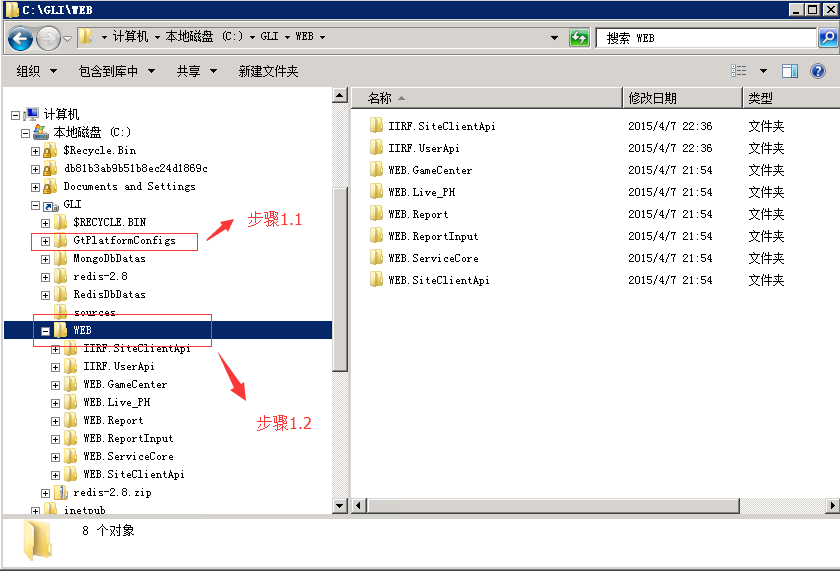 C:\GLI\WEB
计算机 本地磁盘 (C:) GLI WEB
搜索 WEB
组织 包含到库中 共享 新建文件夹
计算机
本地磁盘 (C:)
$Recycle.Bin
db81b3ab9b51b8ec24d1869c
Documents and Settings
GLI
$RECYCLE.BIN
GtPlatformConfigs
MongoDbDatas
redis-2.8
RedisDbDatas
sources
WEB
IIRF.SiteClientApi
IIRF.UserApi
WEB.GameCenter
WEB.Live_PH
WEB.Report
WEB.ReportInput
WEB.ServiceCore
WEB.SiteClientApi
redis-2.8.zip
inetpub
步骤1.1
步骤1.2
名称 修改日期 类型
IIRF.SiteClientApi 2015/4/7 22:36 文件夹
IIRF.UserApi 2015/4/7 22:36 文件夹
WEB.GameCenter 2015/4/7 21:54 文件夹
WEB.Live_PH 2015/4/7 21:54 文件夹
WEB.Report 2015/4/7 21:54 文件夹
WEB.ReportInput 2015/4/7 21:54 文件夹
WEB.ServiceCore 2015/4/7 21:54 文件夹
WEB.SiteClientApi 2015/4/7 21:54 文件夹
8 个对象